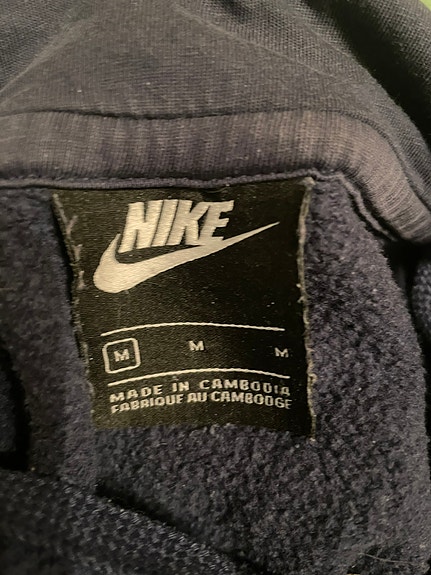 NIKE
M M M
MADE IN CAMBODIA
FABRIQUE AU CAMBODGE